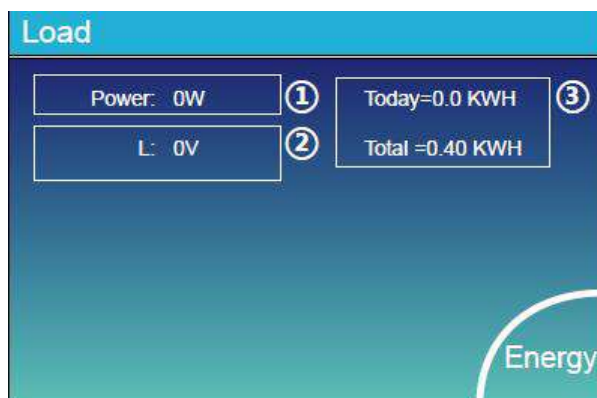 Load
Power: 0W
①
L: 0V
②
Today=0.0 KWH
③
Total =0.40 KWH
Energy